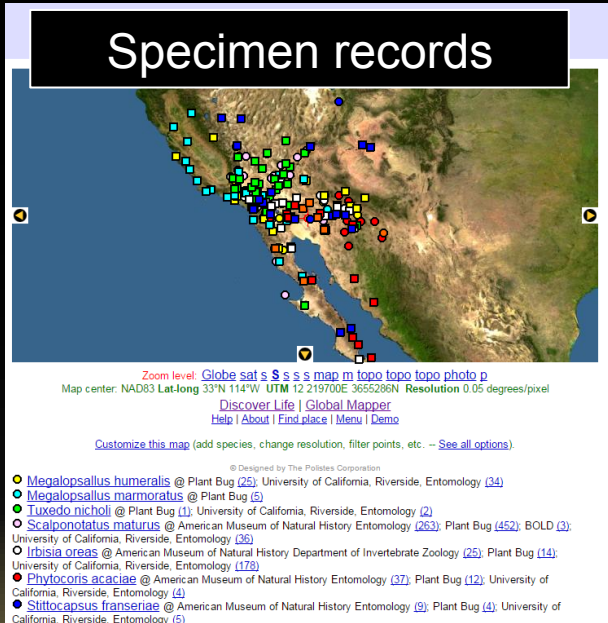 Specimen records
Zoom level: Globe sat s S s s s map m topo topo topo photo p
Map center: NAD83 Lat-long 33°N 114°W UTM 12 219700E 3655286N Resolution 0.05 degrees/pixel
Discover Life | Global Mapper
Help | About | Find place | Menu | Demo
Customize this map (add species, change resolution, filter points, etc. -- See all options).
© Designed by The Polistes Corporation
Megalopsallus humeralis @ Plant Bug (25); University of California, Riverside, Entomology (34)
Megalopsallus marmoratus @ Plant Bug (5)
Tuxedo nicholi @ Plant Bug (1); University of California, Riverside, Entomology (2)
Scalponotatus maturus @ American Museum of Natural History Entomology (263); Plant Bug (452); BOLD (3);
University of California, Riverside, Entomology (36)
Irbisia oreas @ American Museum of Natural History Department of Invertebrate Zoology (25); Plant Bug (14);
University of California, Riverside, Entomology (178)
Phytocoris acaciae @ American Museum of Natural History Entomology (37); Plant Bug (12); University of
California, Riverside, Entomology (4)
Stittocapsus franseriae @ American Museum of Natural History Entomology (9); Plant Bug (4); University of
California, Riverside, Entomology (5)